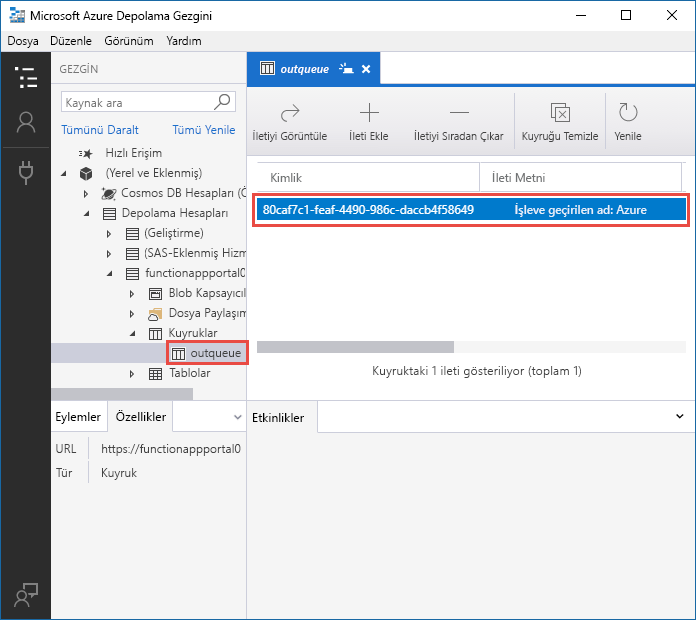 Microsoft Azure Depolama Gezgini
Dosya Düzenle Görünüm Yardım
GEZGİN
Kaynak ara
Tümünü Daralt Tümü Yenile
Hızlı Erişim
(Yerel ve Eklenmiş)
Cosmos DB Hesapları (Ö
Depolama Hesapları
(Geliştirme)
(SAS-Eklenmiş Hizm
functionappportal0
Blob Kapsayıcıl
Dosya Paylaşım
Kuyruklar
outqueue
Tablolar
Eylemler Özellikler
URL https://functionappportal0
Tür Kuyruk
outqueue
İletiyi Görüntüle İleti Ekle İletiyi Sıradan Çıkar Kuyruğu Temizle Yenile
Kimlik İleti Metni
80caf7c1-feaf-4490-986c-daccb4f58649 İşleve geçirilen ad: Azure
Kuyruktaki 1 ileti gösteriliyor (toplam 1)
Etkinlikler